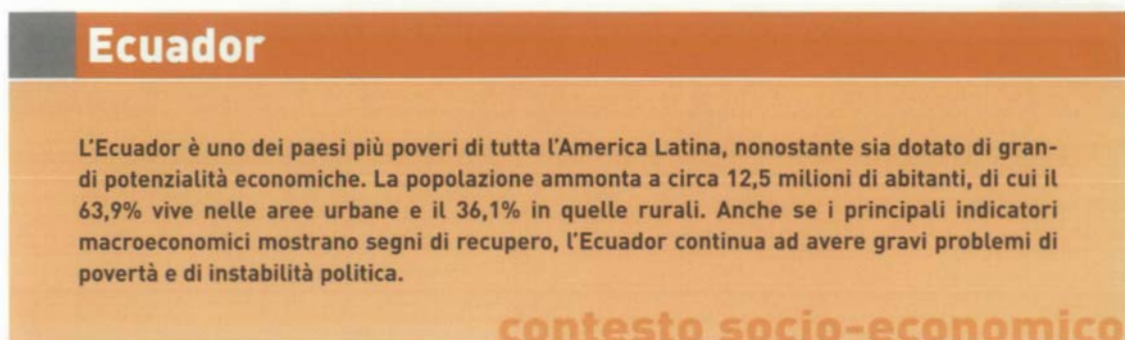 Ecuador
L'Ecuador è uno dei paesi più poveri di tutta l'America Latina, nonostante sia dotato di gran-
di potenzialità economiche. La popolazione ammonta a circa 12,5 milioni di abitanti, di cui il
63,9% vive nelle aree urbane e il 36,1% in quelle rurali. Anche se i principali indicatori
macroeconomici mostrano segni di recupero, l'Ecuador continua ad avere gravi problemi di
povertà e di instabilità politica.
contesto socio-economico